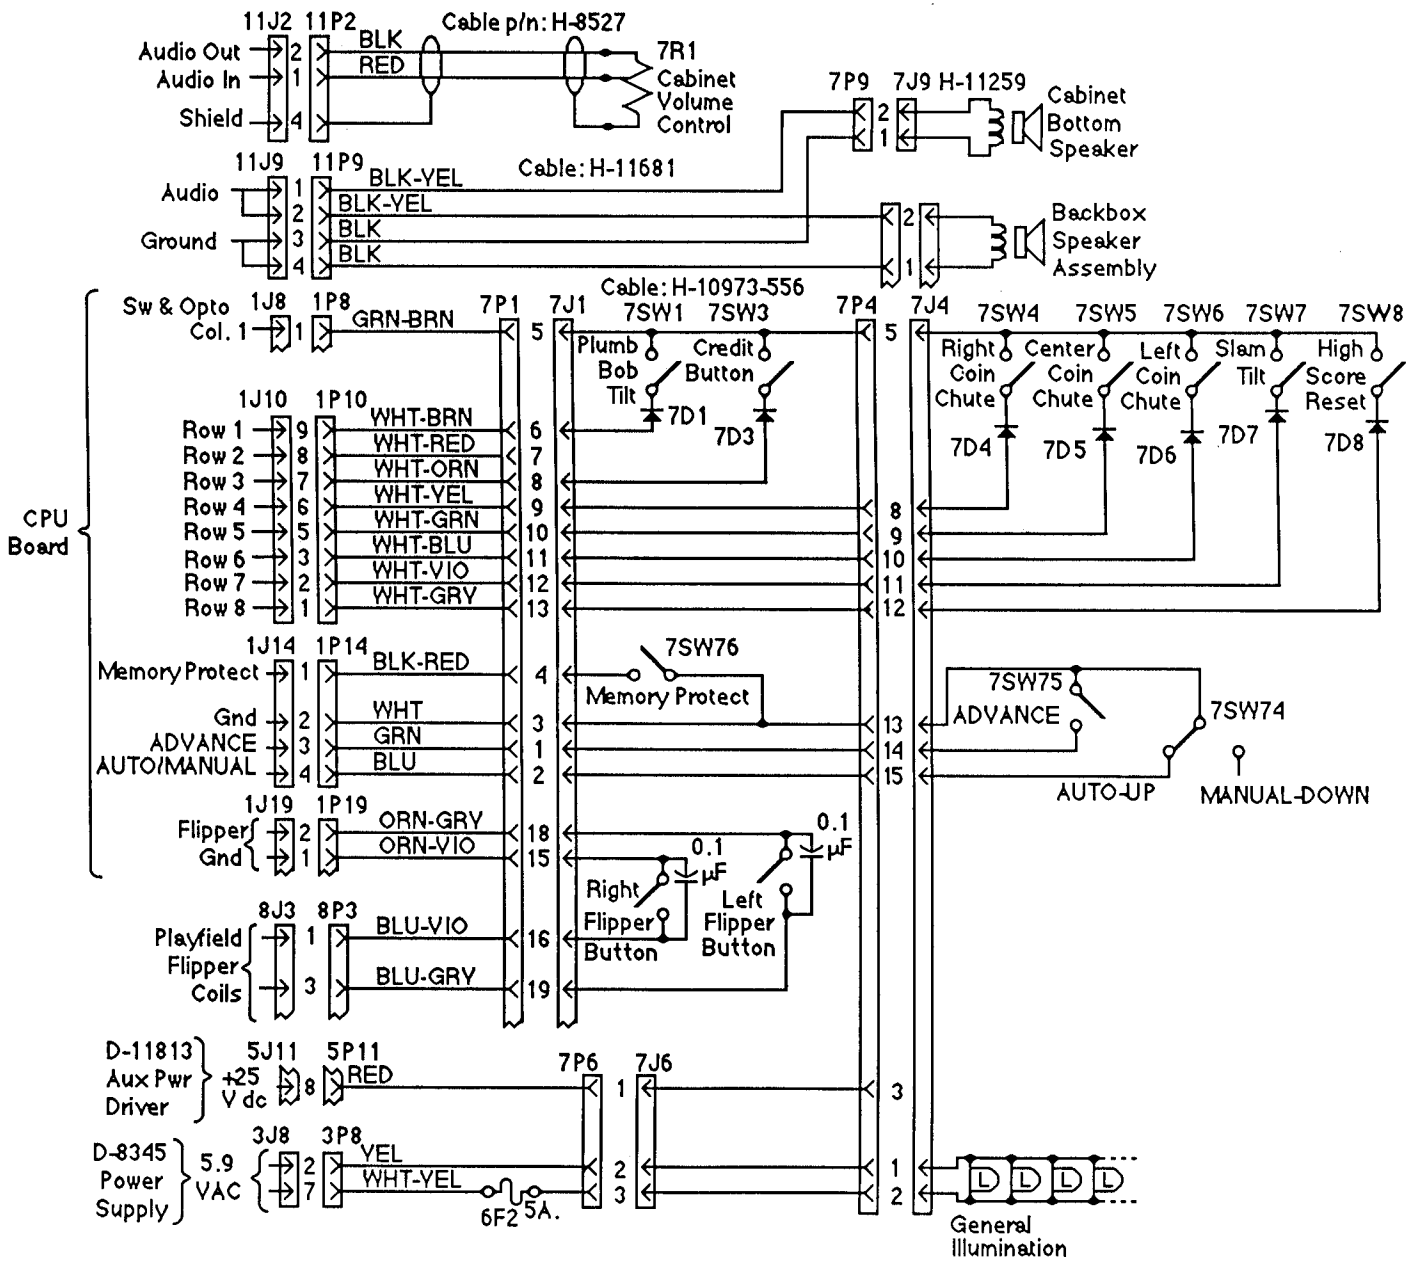 11J2 11P2 Cable p/n: H-8527
Audio Out 2 BLK 7R1
Audio In 1 RED Cabinet
Volume
Shield 4 Control
7P9 7J9 H-11259
2 Cabinet
1 Bottom
Speaker
11J9 11P9 Cable: H-11681
Audio 1 BLK-YEL
2 BLK-YEL 2 Backbox
Ground 3 BLK Speaker
4 BLK 1 Assembly
Cable: H-10973-556
Sw & Opto 1J8 1P8 7P1 7J1 7SW1 7SW3 7P4 7J4 7SW4 7SW5 7SW6 7SW7 7SW8
Col. 1 1 GRN-BRN 5 5
Plumb Bob Tilt
Credit Button
Right Coin Chute
Center Coin Chute
Left Coin Chute
Slam Tilt
High Score Reset
7D1 7D3 7D4 7D5 7D6 7D7 7D8
1J10 1P10
Row 1 9 WHT-BRN 6
Row 2 8 WHT-RED 7
Row 3 7 WHT-ORN 8
Row 4 6 WHT-YEL 9 8
Row 5 5 WHT-GRN 10 9
Row 6 3 WHT-BLU 11 10
Row 7 2 WHT-VIO 12 11
Row 8 1 WHT-GRY 13 12
CPU
Board
1J14 1P14
Memory Protect 1 BLK-RED 4 7SW76
Memory Protect
Gnd 2 WHT 3 13
ADVANCE 3 GRN 1 14
AUTO/MANUAL 4 BLU 2 15
7SW75
ADVANCE
7SW74
AUTO-UP MANUAL-DOWN
1J19 1P19
Flipper 2 ORN-GRY 18 0.1
µF
Gnd 1 ORN-VIO 15 0.1
µF
Right
Flipper
Button
Left
Flipper
Button
8J3 8P3
Playfield 1 BLU-VIO 16
Flipper
Coils 3 BLU-GRY 19
D-11813 5J11 5P11 7P6 7J6
Aux Pwr +25 8 RED 1 3
Driver V dc
D-8345 3J8 3P8
Power 5.9 2 YEL 2 1 L L L L
Supply VAC 7 WHT-YEL 3 2
6F2 5A.
General
Illumination